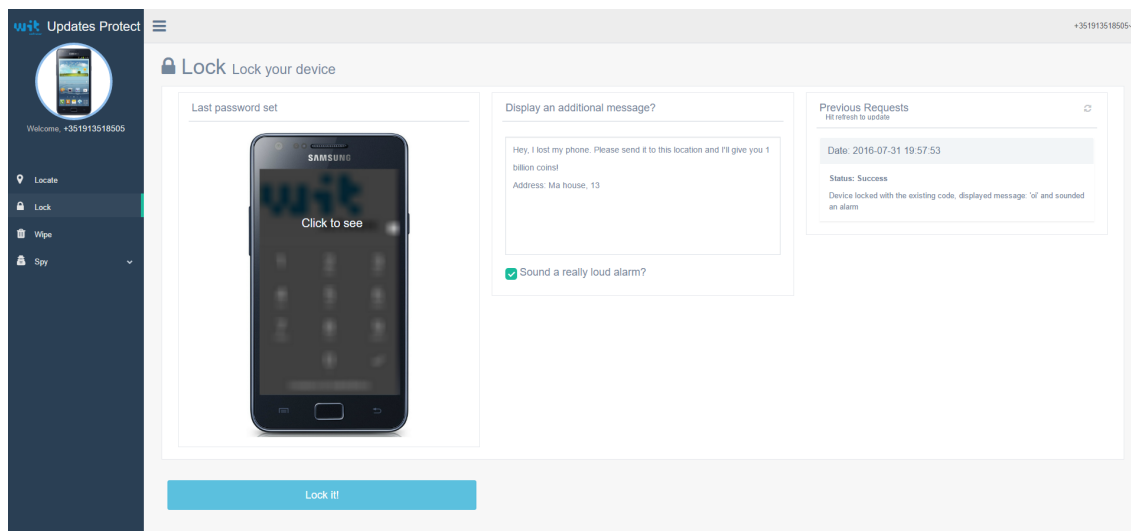 wit Updates Protect
+351913518505
Welcome, +351913518505
Locate
Lock
Wipe
Spy
Lock Lock your device
Last password set
SAMSUNG
wit
Click to see
Display an additional message?
Hey, I lost my phone. Please send it to this location and I'll give you 1
billion coins!
Address: Ma house, 13
Sound a really loud alarm?
Previous Requests
Hit refresh to update
Date: 2016-07-31 19:57:53
Status: Success
Device locked with the existing code, displayed message: 'oi' and sounded
an alarm
Lock it!